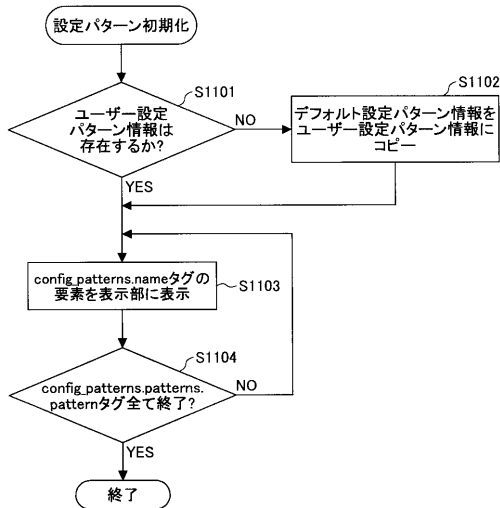 設定パターン初期化
S1101
ユーザー設定
パターン情報は
存在するか?
NO
YES
S1102
デフォルト設定パターン情報を
ユーザー設定パターン情報に
コピー
config_patterns.nameタグの
要素を表示部に表示
S1103
S1104
config_patterns.patterns.
patternタグ全て終了?
NO
YES
終了